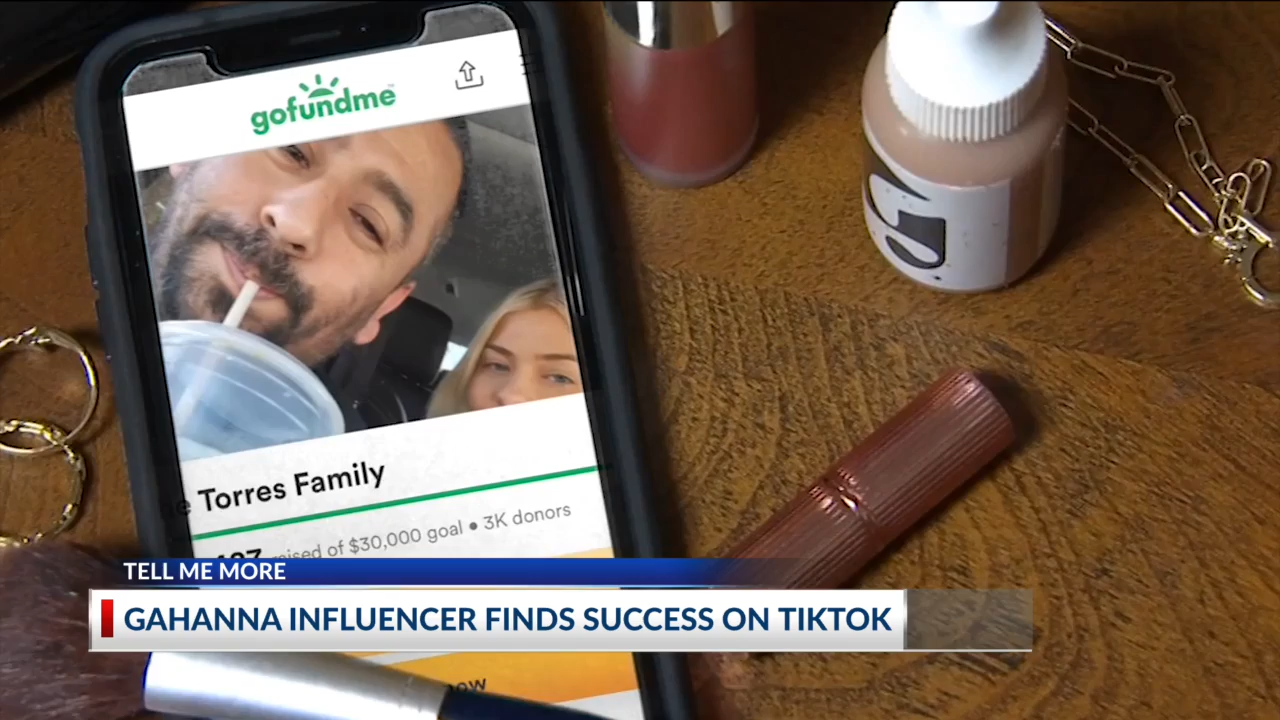 gofundme
Torres Family
raised of $30,000 goal • 3K donors
TELL ME MORE
GAHANNA INFLUENCER FINDS SUCCESS ON TIKTOK